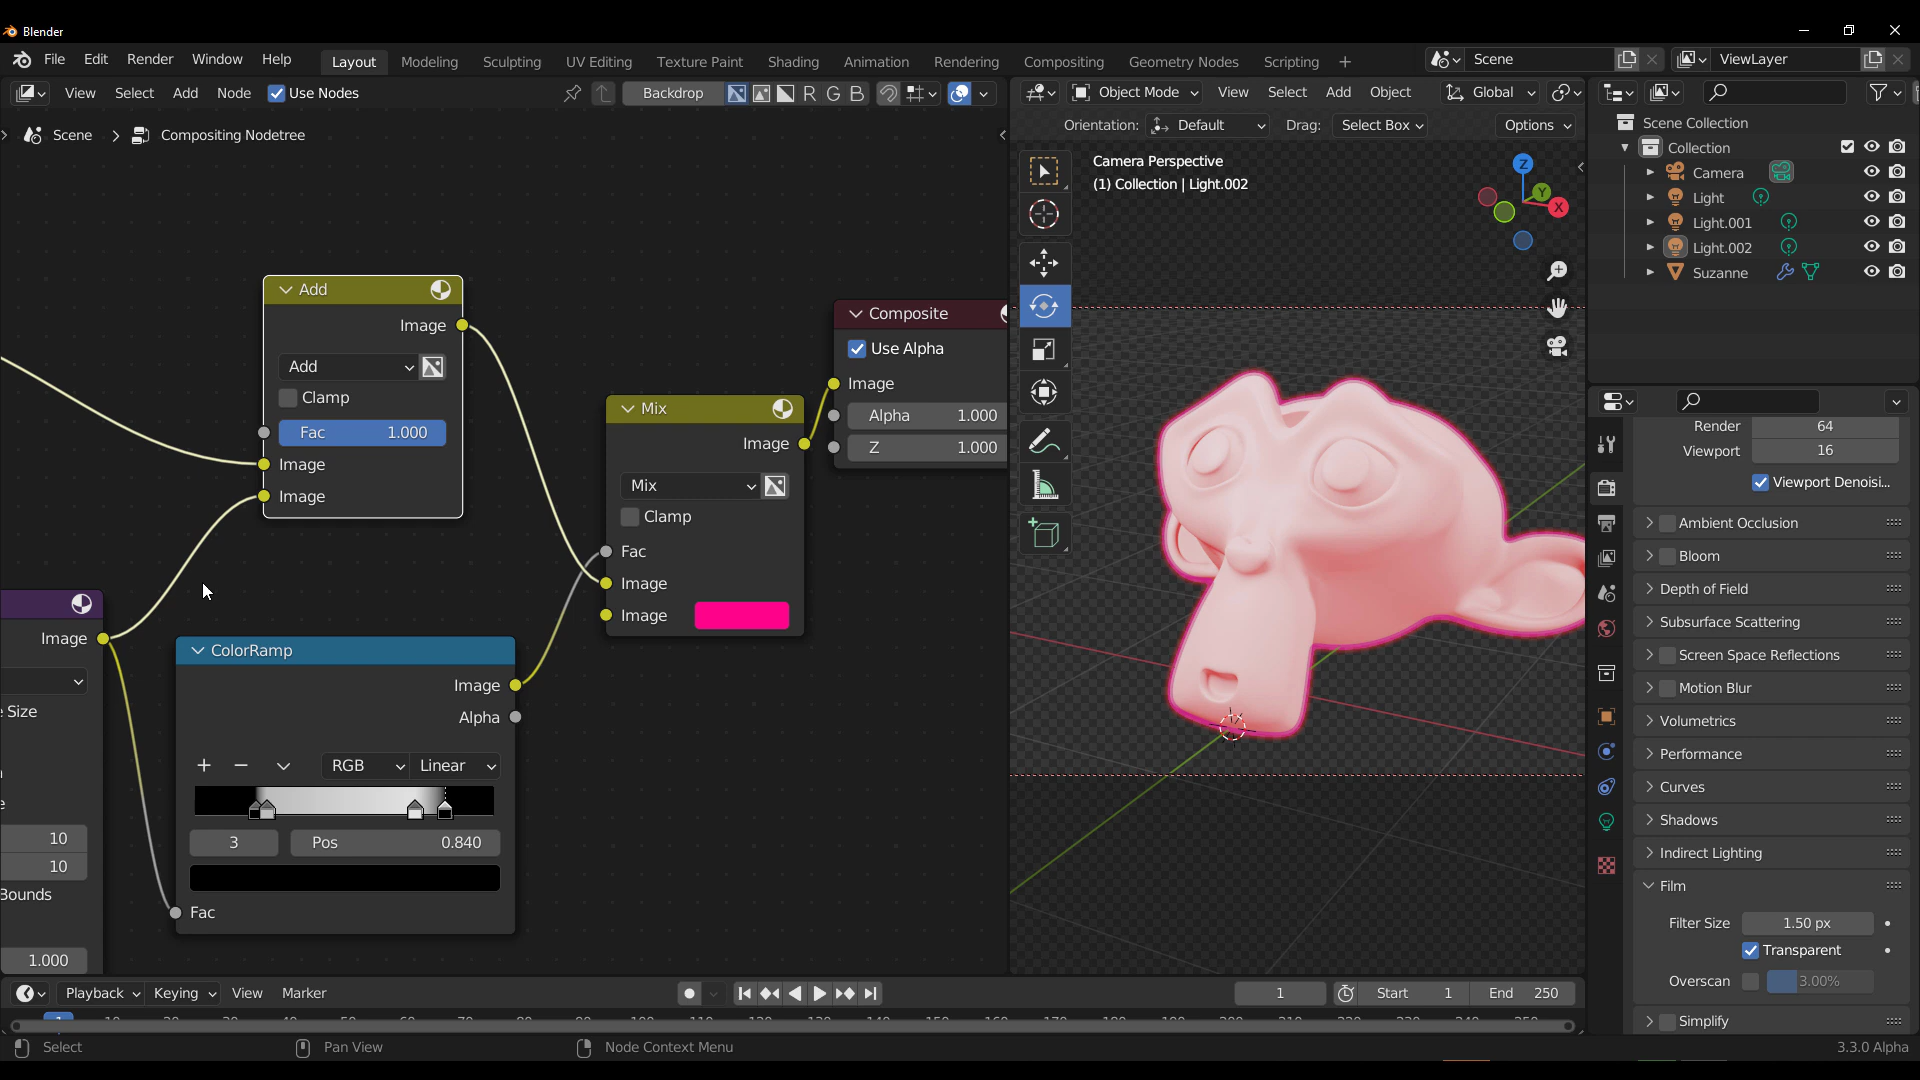 Blender
File Edit Render Window Help Layout Modeling Sculpting UV Editing Texture Paint Shading Animation Rendering Compositing Geometry Nodes Scripting + Scene ViewLayer
View Select Add Node Use Nodes Backdrop R G B Object Mode View Select Add Object Global
Orientation: Default Drag: Select Box Options
Scene > Compositing Nodetree
Camera Perspective
(1) Collection | Light.002
Z
Y
X
Scene Collection
Collection
Camera
Light
Light.001
Light.002
Suzanne
Add
Image
Add
Clamp
Fac 1.000
Image
Image
Mix
Image
Mix
Clamp
Fac
Image
Image
Composite
Use Alpha
Image
Alpha 1.000
Z 1.000
Image
Size
10
10
Bounds
1.000
ColorRamp
Image
Alpha
+ − RGB Linear
3 Pos 0.840
Fac
Render 64
Viewport 16
Viewport Denoisi...
Ambient Occlusion
Bloom
Depth of Field
Subsurface Scattering
Screen Space Reflections
Motion Blur
Volumetrics
Performance
Curves
Shadows
Indirect Lighting
Film
Filter Size 1.50 px
Transparent
Overscan 3.00%
Simplify
Playback Keying View Marker 1 Start 1 End 250
Select Pan View Node Context Menu 3.3.0 Alpha